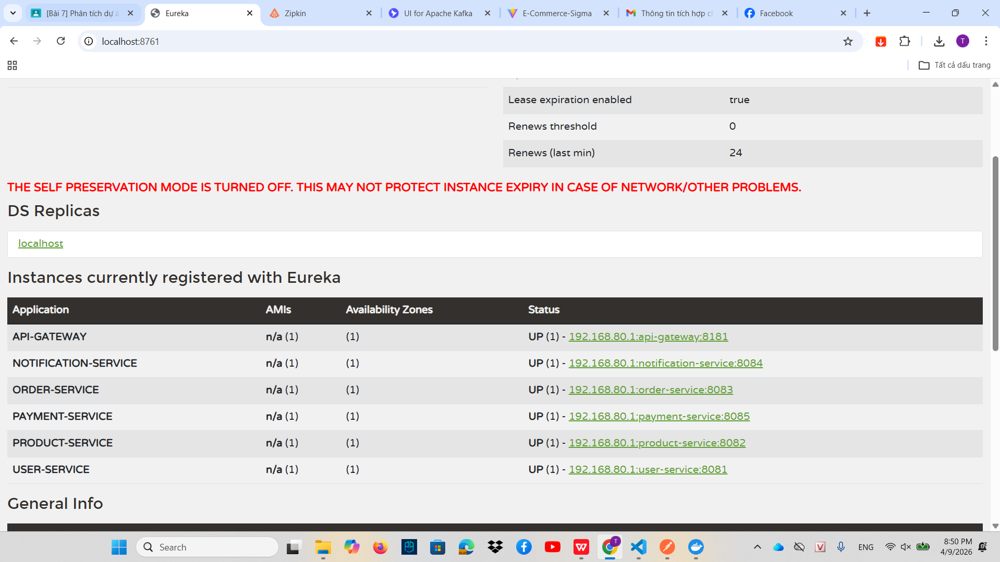 [Bài 7] Phân tích dự á
Eureka
Zipkin
UI for Apache Kafka
E-Commerce-Sigma
Thông tin tích hợp ch
Facebook
localhost:8761
T
Tất cả dấu trang
Lease expiration enabled true
Renews threshold 0
Renews (last min) 24
THE SELF PRESERVATION MODE IS TURNED OFF. THIS MAY NOT PROTECT INSTANCE EXPIRY IN CASE OF NETWORK/OTHER PROBLEMS.
DS Replicas
localhost
Instances currently registered with Eureka
Application AMIs Availability Zones Status
API-GATEWAY n/a (1) (1) UP (1) - 192.168.80.1:api-gateway:8181
NOTIFICATION-SERVICE n/a (1) (1) UP (1) - 192.168.80.1:notification-service:8084
ORDER-SERVICE n/a (1) (1) UP (1) - 192.168.80.1:order-service:8083
PAYMENT-SERVICE n/a (1) (1) UP (1) - 192.168.80.1:payment-service:8085
PRODUCT-SERVICE n/a (1) (1) UP (1) - 192.168.80.1:product-service:8082
USER-SERVICE n/a (1) (1) UP (1) - 192.168.80.1:user-service:8081
General Info
Search
T
ENG
8:50 PM
4/9/2026